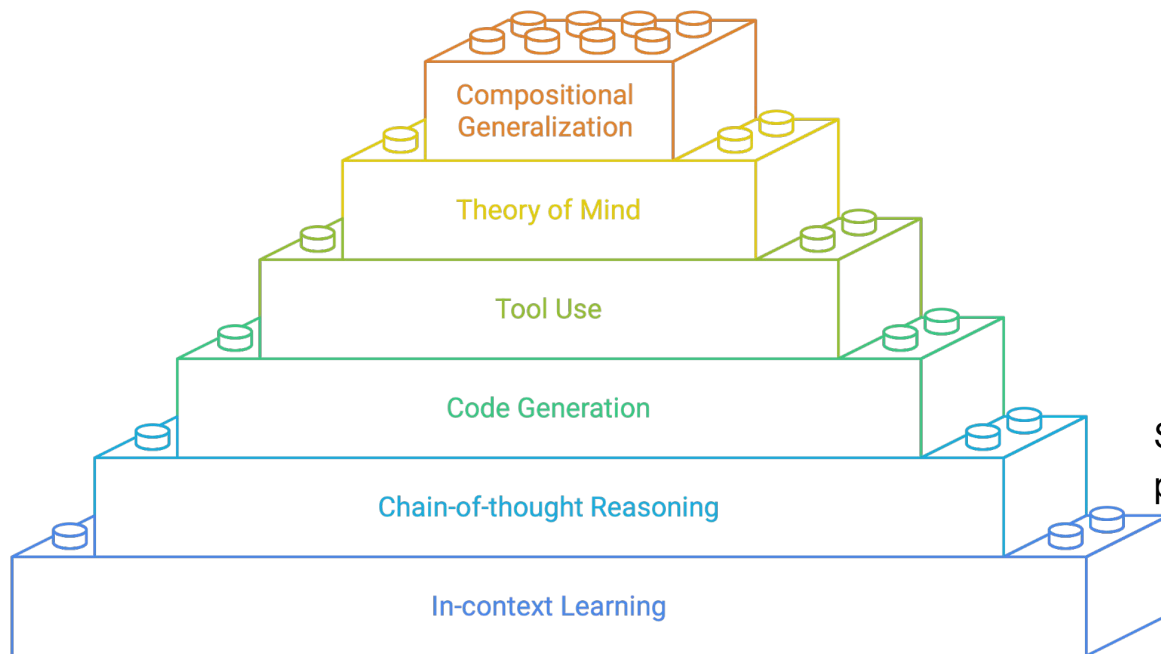 Compositional
Generalization
Theory of Mind
Tool Use
Code Generation
Chain-of-thought Reasoning
In-context Learning